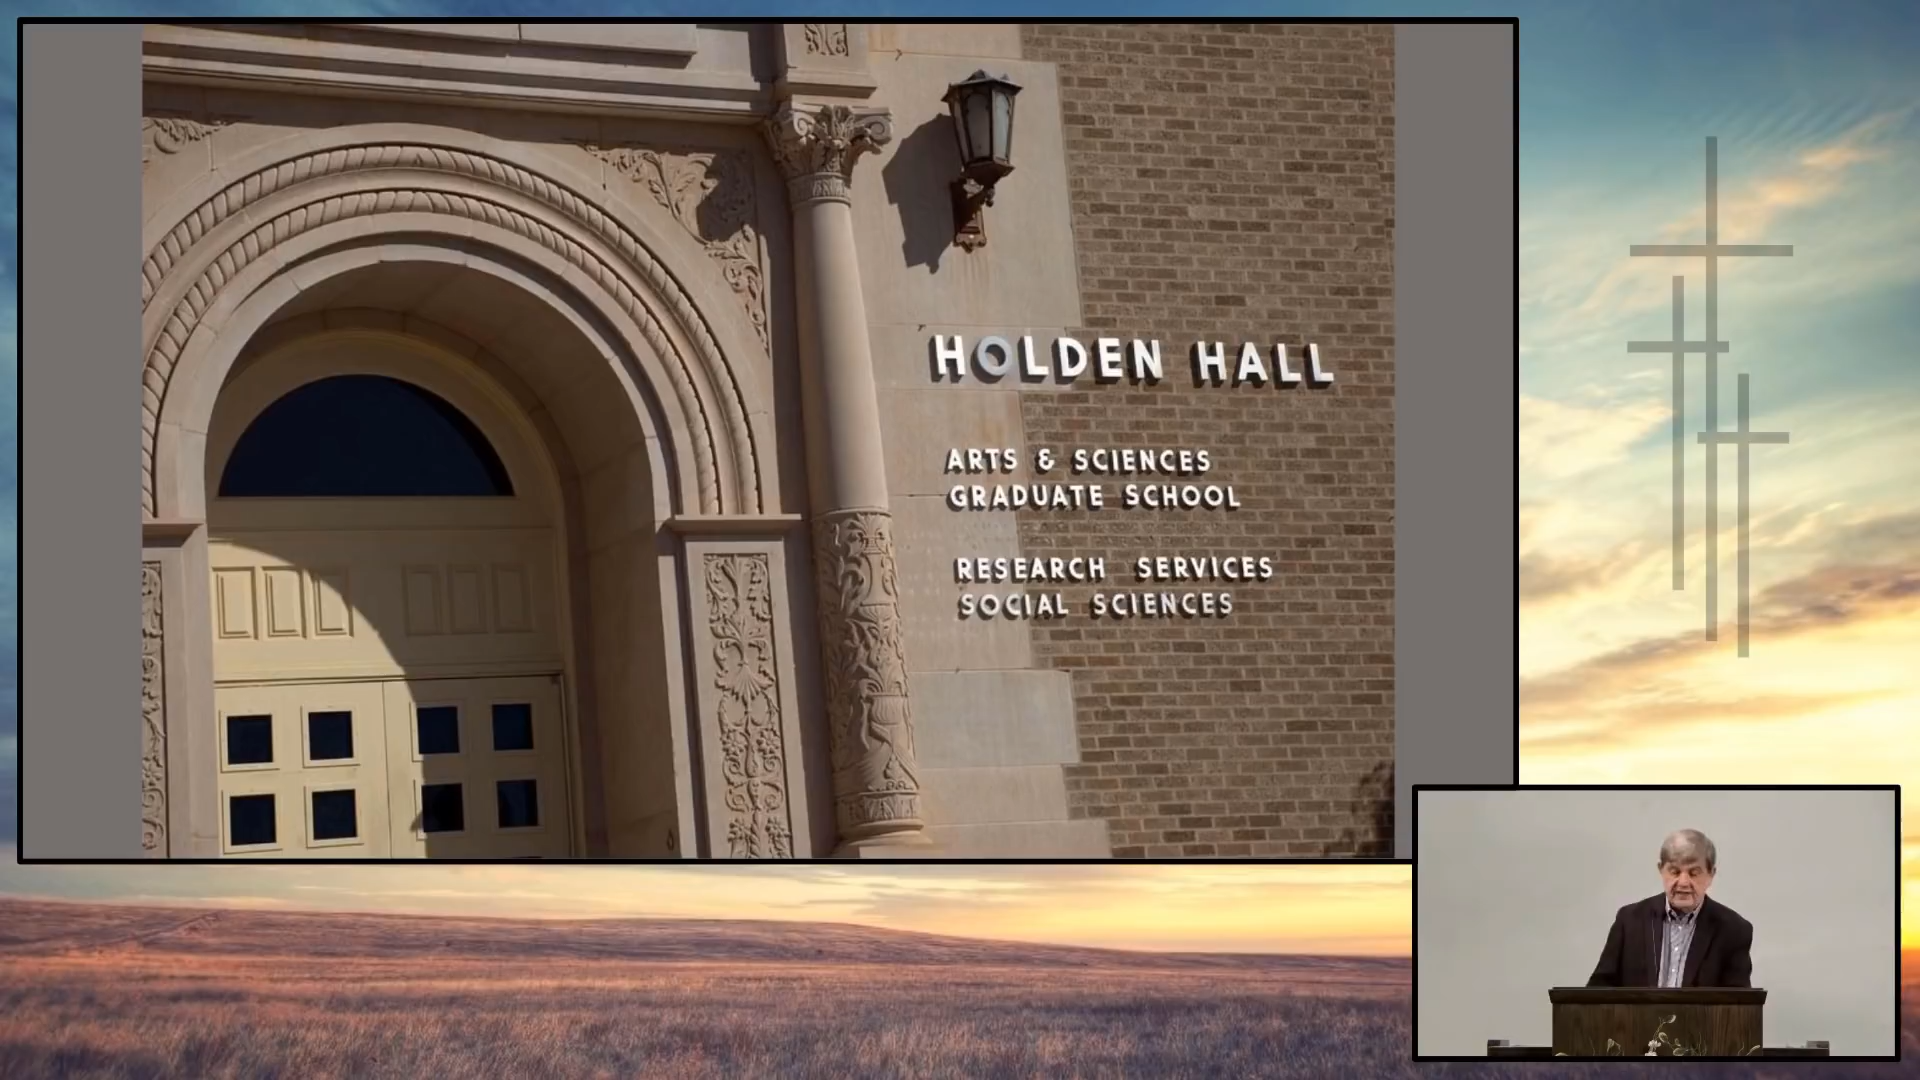 HOLDEN HALL
ARTS & SCIENCES
GRADUATE SCHOOL
RESEARCH SERVICES
SOCIAL SCIENCES